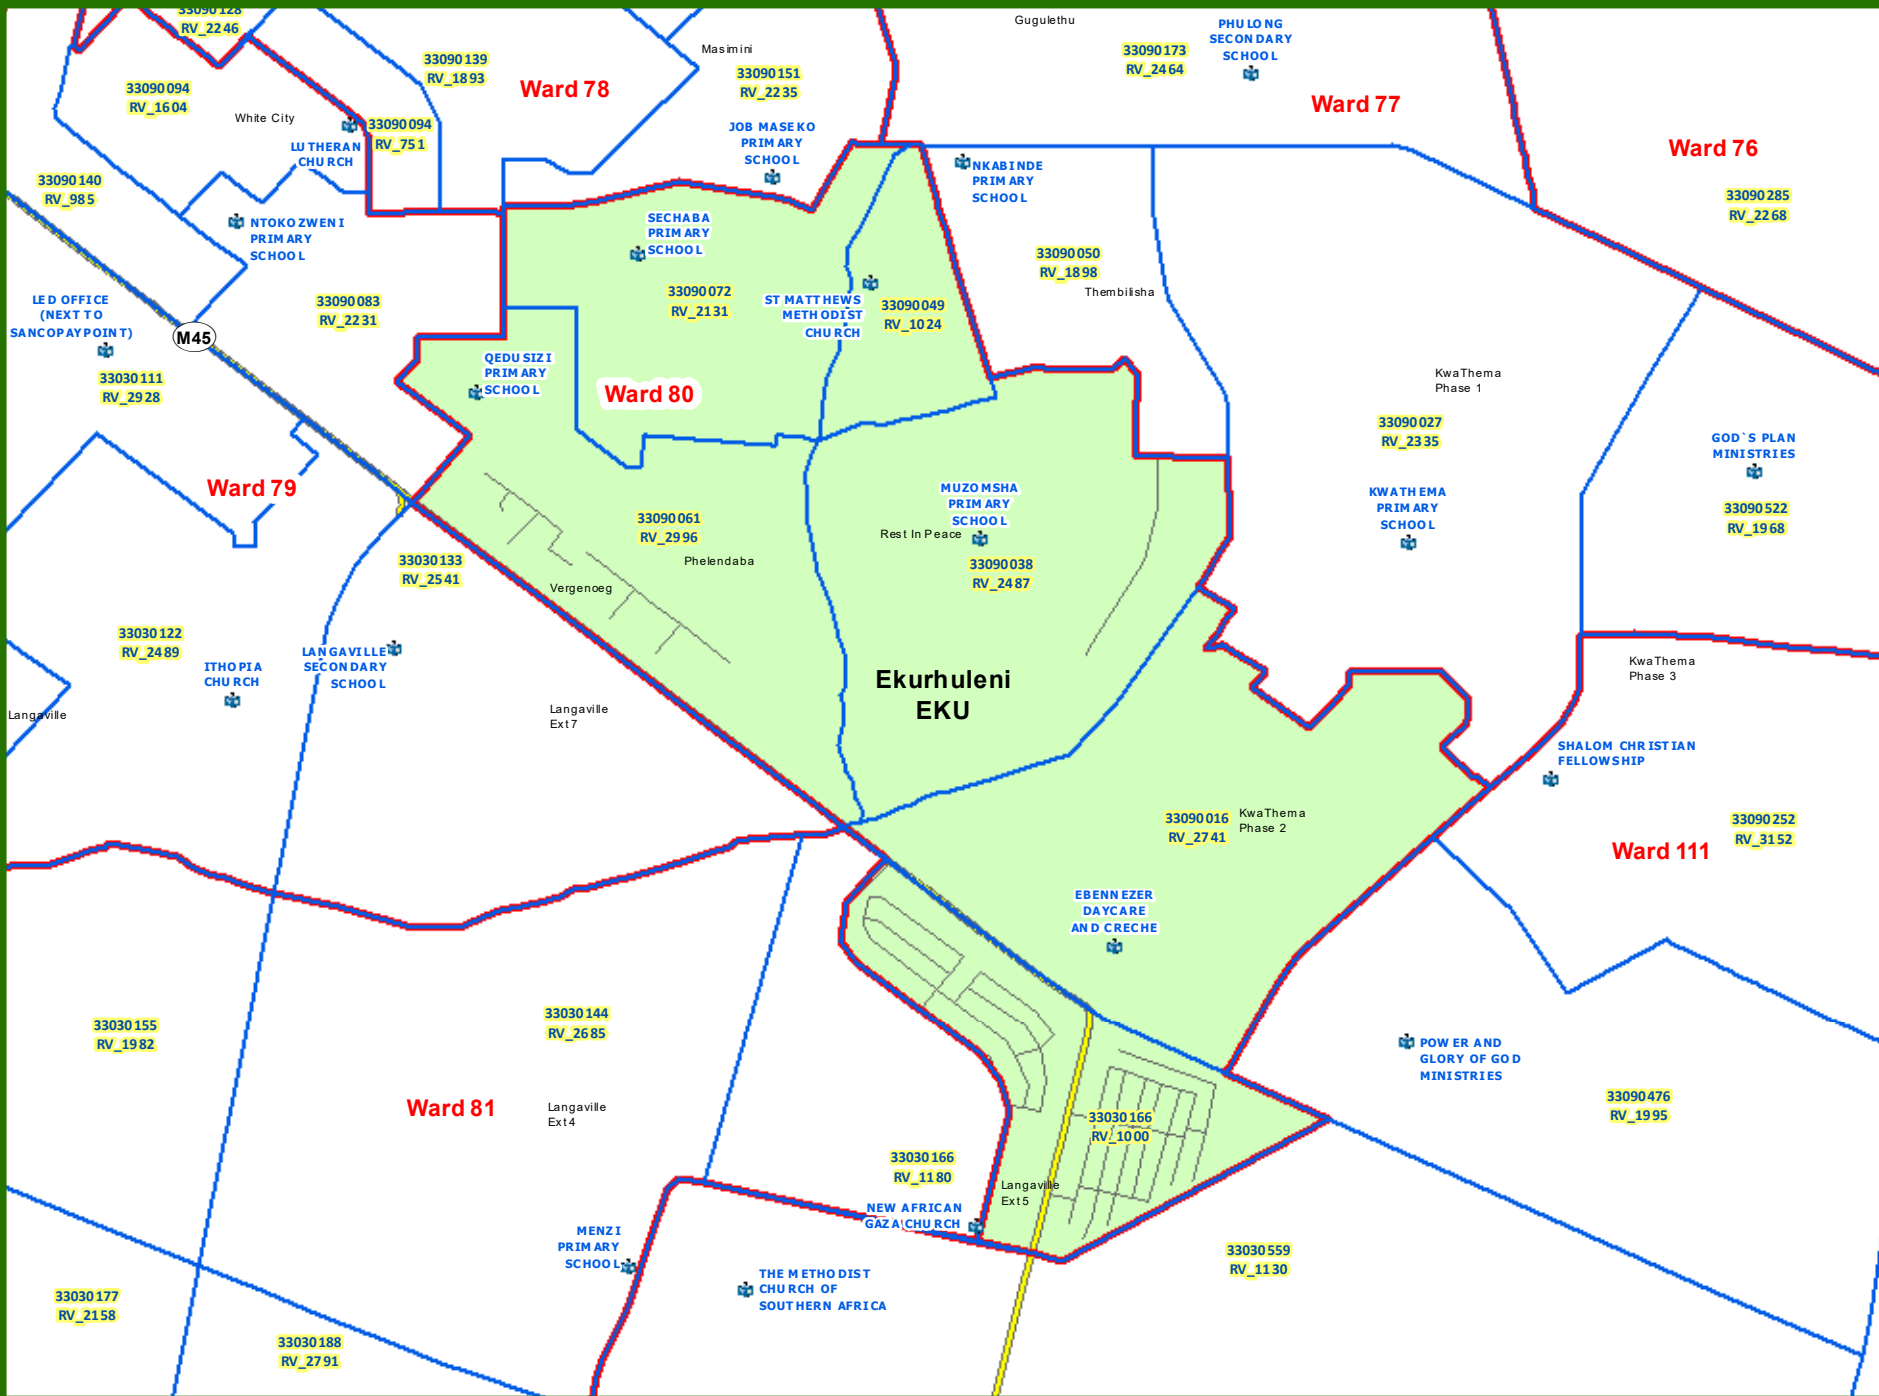 33090128
RV_2246
Gugulethu
PHULONG
SECONDARY
SCHOOL
33090139
RV_1893
Masimini
33090151
RV_2235
33090173
RV_2464
Ward 78
Ward 77
33090094
RV_1604
White City
33090094
RV_751
LUTHERAN
CHURCH
JOB MASEKO
PRIMARY
SCHOOL
Ward 76
NKABINDE
PRIMARY
SCHOOL
33090140
RV_985
33090285
RV_2268
NTOKOZWENI
PRIMARY
SCHOOL
SECHABA
PRIMARY
SCHOOL
33090050
RV_1898
Thembilisha
LED OFFICE
(NEXT TO
SANCOPAYPOINT)
33090083
RV_2231
33090072
RV_2131
ST MATTHEWS
METHODIST
CHURCH
33090049
RV_1024
M45
33030111
RV_2928
QEDUSIZI
PRIMARY
SCHOOL
Ward 80
KwaThema
Phase 1
33090027
RV_2335
GOD`S PLAN
MINISTRIES
Ward 79
MUZOMSHA
PRIMARY
SCHOOL
KWATHEMA
PRIMARY
SCHOOL
33090061
RV_2996
Rest In Peace
33090522
RV_1968
33030133
RV_2541
Phelendaba
33090038
RV_2487
Vergenoeg
33030122
RV_2489
ITHOPIA
CHURCH
LANGAVILLE
SECONDARY
SCHOOL
KwaThema
Phase 3
Ekurhuleni
EKU
Langaville
Langaville
Ext7
SHALOM CHRISTIAN
FELLOWSHIP
33090016
RV_2741
KwaThema
Phase 2
33090252
RV_3152
Ward 111
EBENNEZER
DAYCARE
AND CRECHE
33030155
RV_1982
33030144
RV_2685
POWER AND
GLORY OF GOD
MINISTRIES
Ward 81
Langaville
Ext4
33030166
RV_1000
33090476
RV_1995
33030166
RV_1180
Langaville
Ext5
NEW AFRICAN
GAZA CHURCH
MENZI
PRIMARY
SCHOOL
33030559
RV_1130
THE METHODIST
CHURCH OF
SOUTHERN AFRICA
33030177
RV_2158
33030188
RV_2791